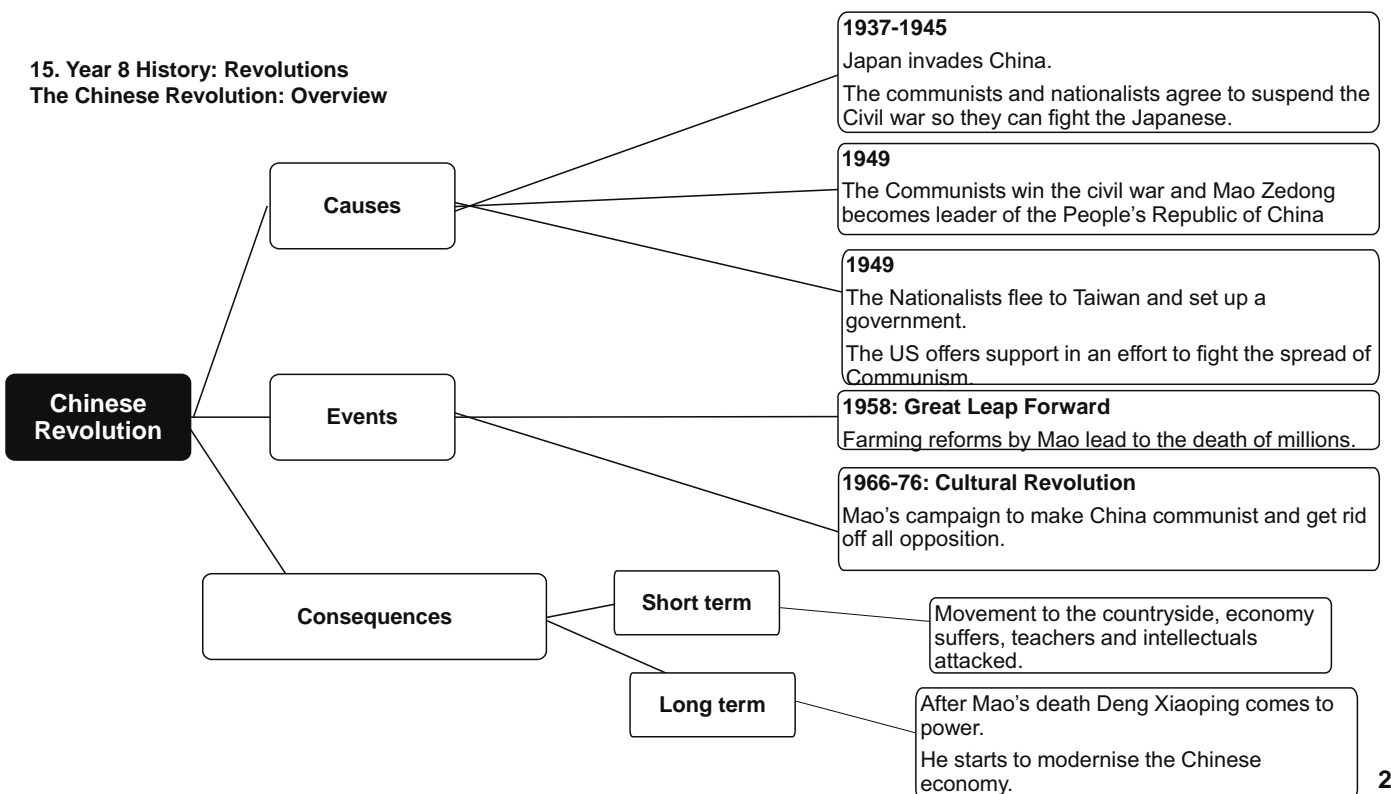 15. Year 8 History: Revolutions
The Chinese Revolution: Overview
Chinese
Revolution
Causes
1937-1945
Japan invades China.
The communists and nationalists agree to suspend the
Civil war so they can fight the Japanese.
1949
The Communists win the civil war and Mao Zedong
becomes leader of the People’s Republic of China
1949
The Nationalists flee to Taiwan and set up a
government.
The US offers support in an effort to fight the spread of
Communism.
Events
1958: Great Leap Forward
Farming reforms by Mao lead to the death of millions.
1966-76: Cultural Revolution
Mao’s campaign to make China communist and get rid
off all opposition.
Consequences
Short term
Movement to the countryside, economy
suffers, teachers and intellectuals
attacked.
Long term
After Mao’s death Deng Xiaoping comes to
power.
He starts to modernise the Chinese
economy.
2